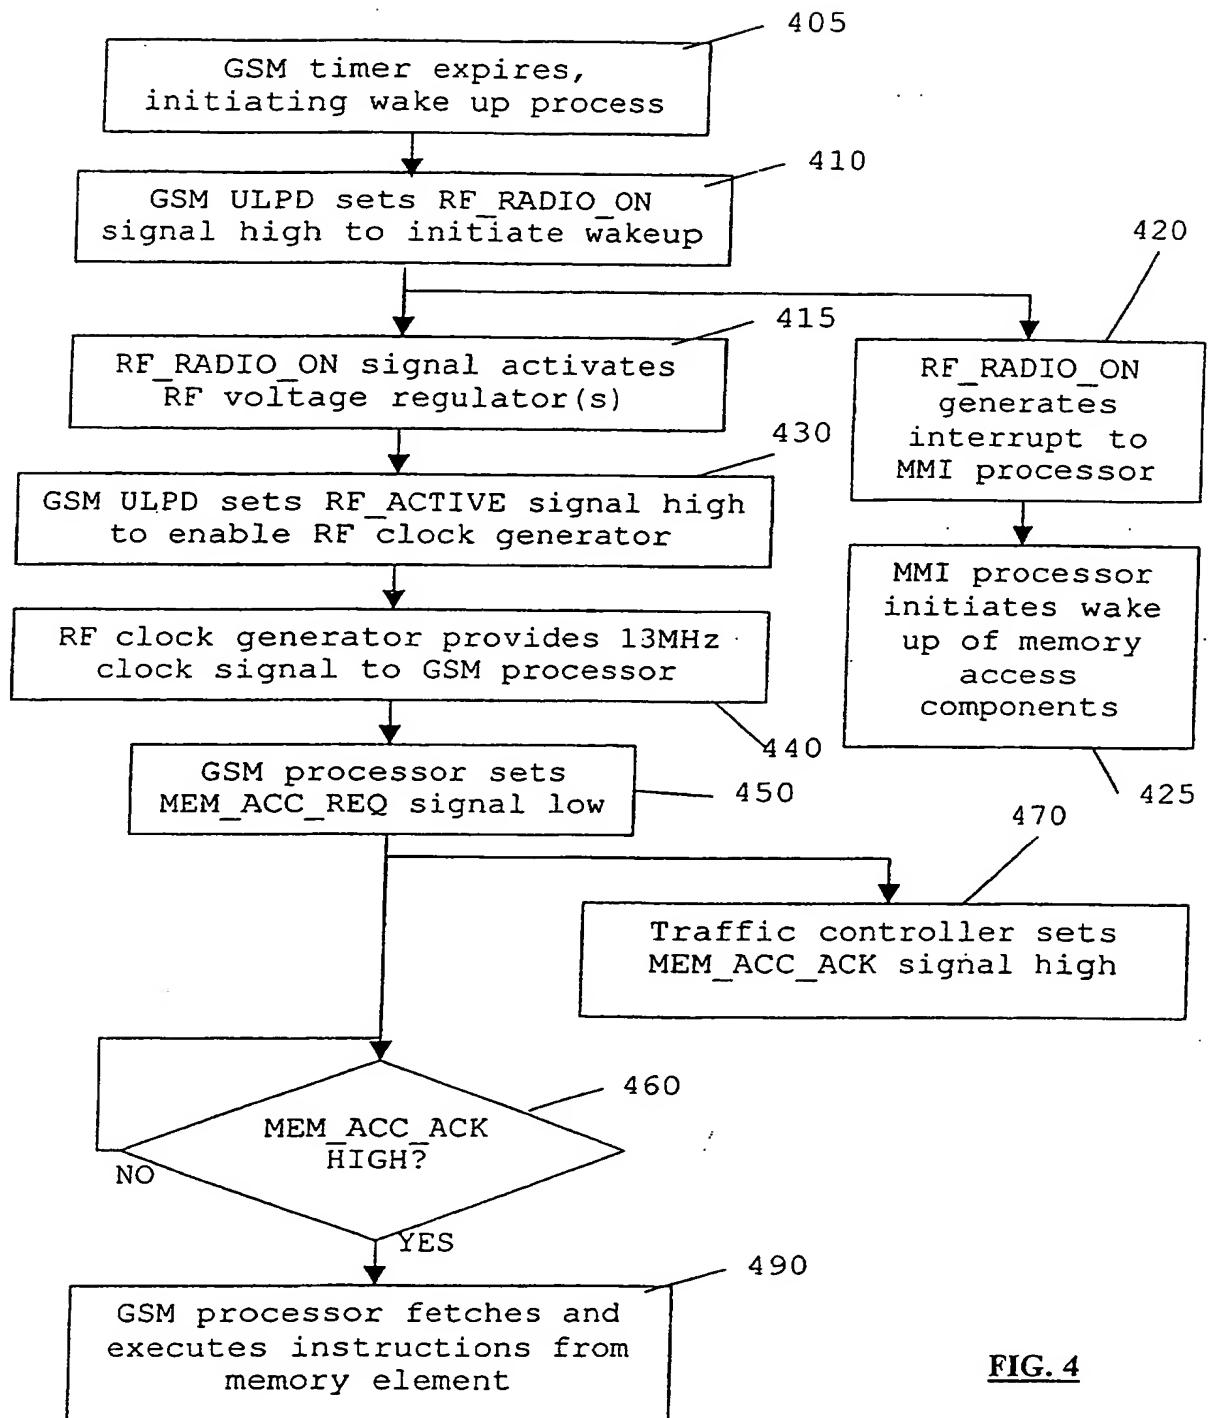 405
GSM timer expires,
initiating wake up process
410
GSM ULPD sets RF_RADIO_ON
signal high to initiate wakeup
420
415
RF_RADIO_ON signal activates
RF voltage regulator(s)
RF_RADIO_ON
generates
interrupt to
MMI processor
430
GSM ULPD sets RF_ACTIVE signal high
to enable RF clock generator
MMI processor
initiates wake
up of memory
access
components
425
RF clock generator provides 13MHz
clock signal to GSM processor
440
GSM processor sets
MEM_ACC_REQ signal low
450
470
Traffic controller sets
MEM_ACC_ACK signal high
460
MEM_ACC_ACK
HIGH?
NO
YES
490
GSM processor fetches and
executes instructions from
memory element
FIG. 4